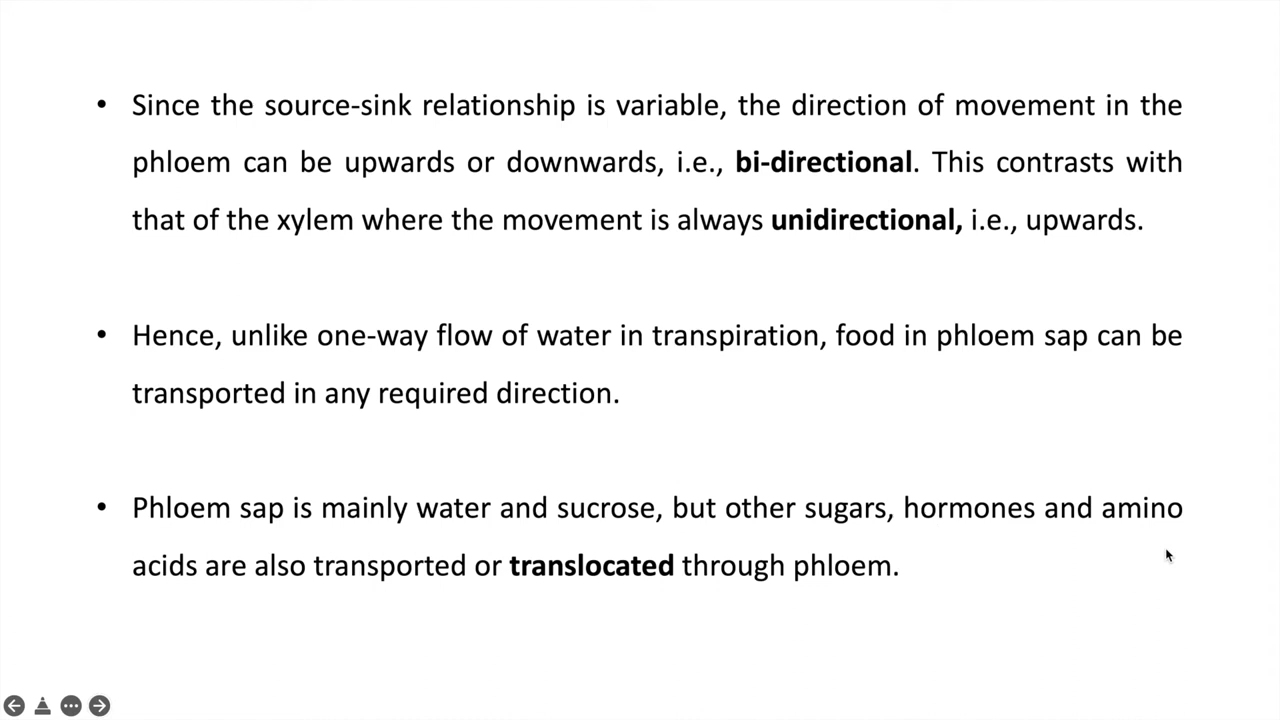 • Since the source-sink relationship is variable, the direction of movement in the
phloem can be upwards or downwards, i.e., bi-directional. This contrasts with
that of the xylem where the movement is always unidirectional, i.e., upwards.
• Hence, unlike one-way flow of water in transpiration, food in phloem sap can be
transported in any required direction.
• Phloem sap is mainly water and sucrose, but other sugars, hormones and amino
acids are also transported or translocated through phloem.